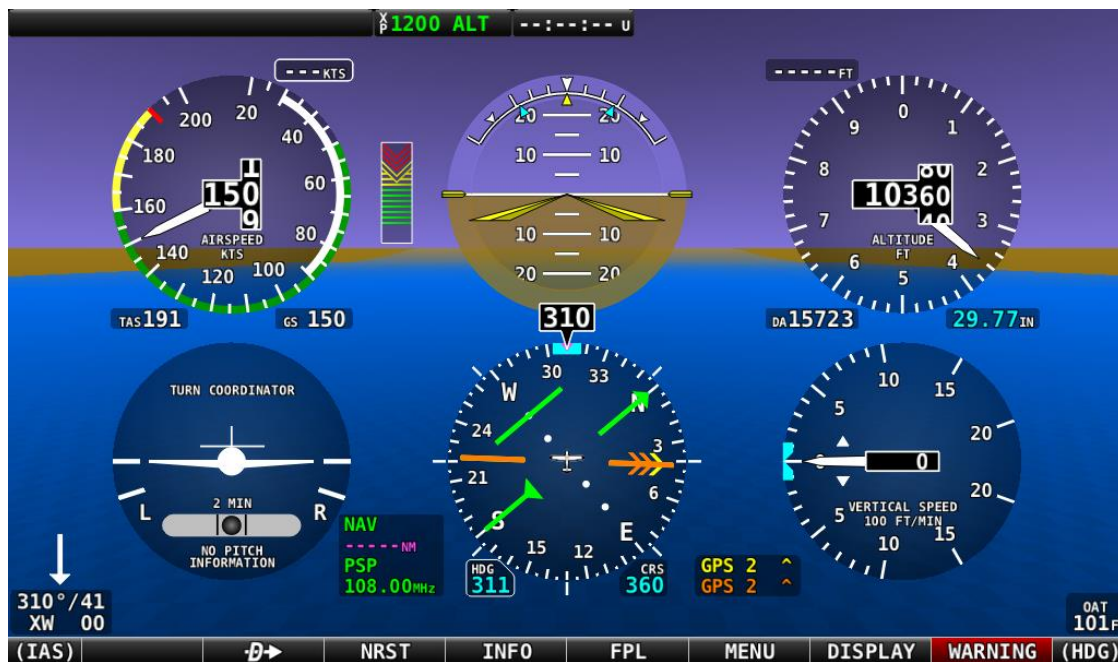 XP 1200 ALT --:--:-- U
---KTS
-----FT
200 20 40 60 80 100 120 140 160 180
150
AIRSPEED
KTS
TAS 191
GS 150
20 20
10 10
10 10
20 20
0 1 2 3 4 5 6 7 8 9
10360
80
40
ALTITUDE
FT
DA 15723
29.77 IN
310
TURN COORDINATOR
L R
2 MIN
NO PITCH
INFORMATION
30 33 N 3 6 E 12 15 S 21 24 W
5 10 15 20
0
5 10 15 20
VERTICAL SPEED
100 FT/MIN
NAV
-----NM
PSP
108.00MHz
HDG
311
CRS
360
GPS 2 ^
GPS 2 ^
310°/41
XW 00
OAT
101F
(IAS) D NRST INFO FPL MENU DISPLAY WARNING (HDG)